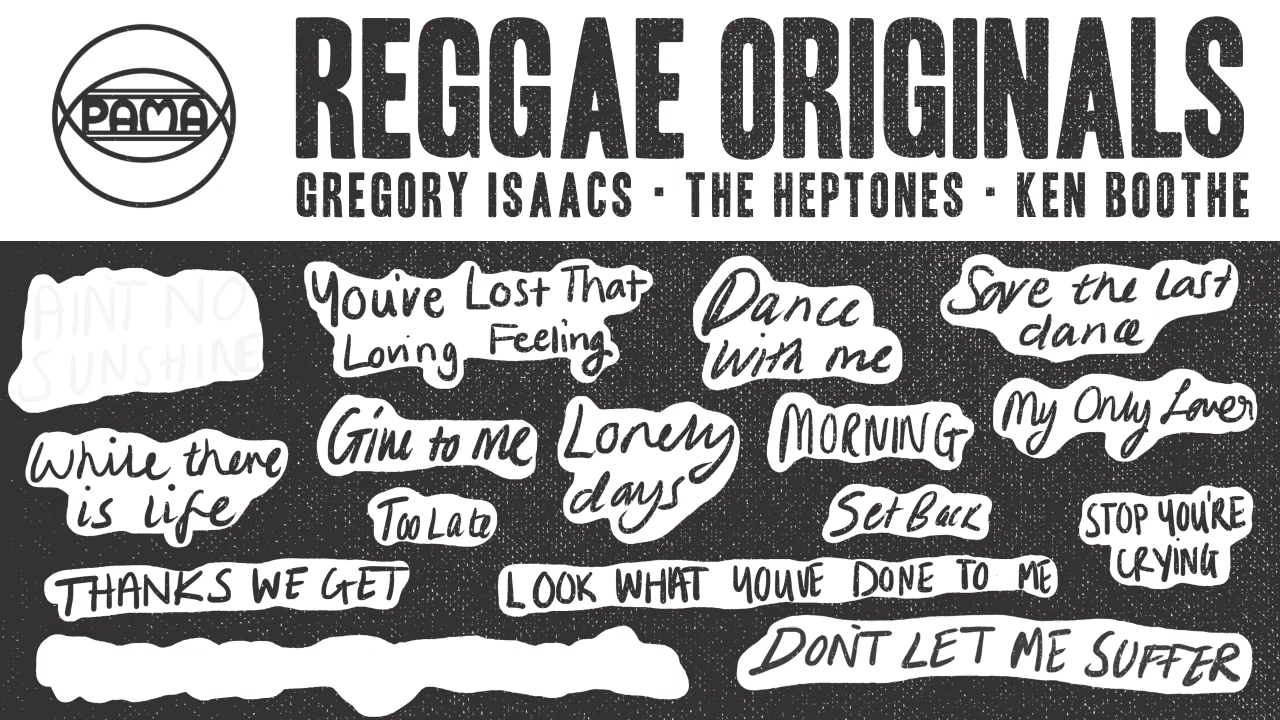 PAMA
REGGAE ORIGINALS
GREGORY ISAACS · THE HEPTONES · KEN BOOTHE
AINT NO
SUNSHINE
You've Lost That
Loving Feeling
Dance
With me
Save the last
dance
While there
is life
Give to me
Lonely
days
MORNING
My Only Lover
Too Late
Set Back
STOP YOU'RE
CRYING
THANKS WE GET
LOOK WHAT YOUVE DONE TO ME
DON'T LET ME SUFFER